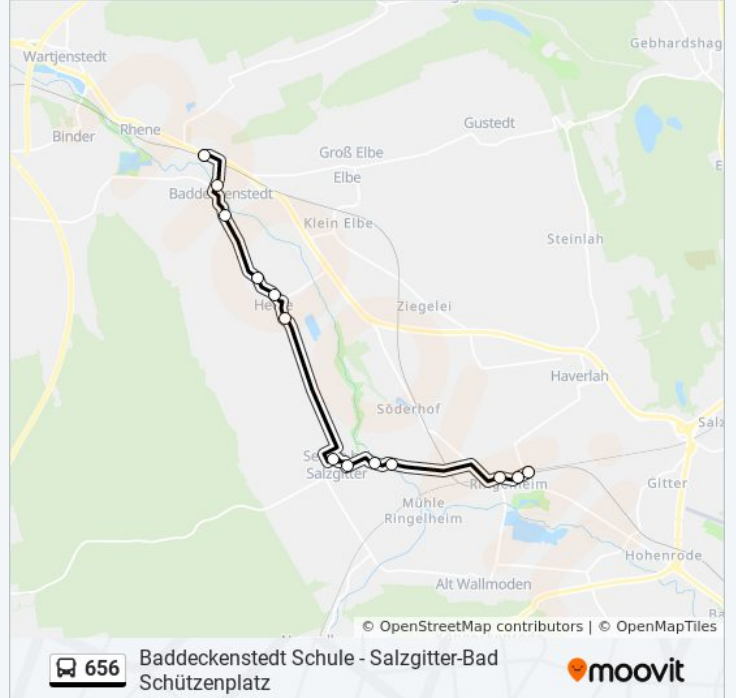 Wartjenstedt
Gebhardshag
Gustedt
Rhene
Binder
Groß Elbe
Elbe
Baddeckenstedt
Klein Elbe
Steinlah
Ziegelei
Haverlah
Söderhof
Salz
Salzgitter
Ringelheim
Gitter
Mühle
Ringelheim
Hohenrode
Alt Wallmoden
Ba
© OpenStreetMap contributors | © OpenMapTiles
656
Baddeckenstedt Schule - Salzgitter-Bad
Schützenplatz
moovit